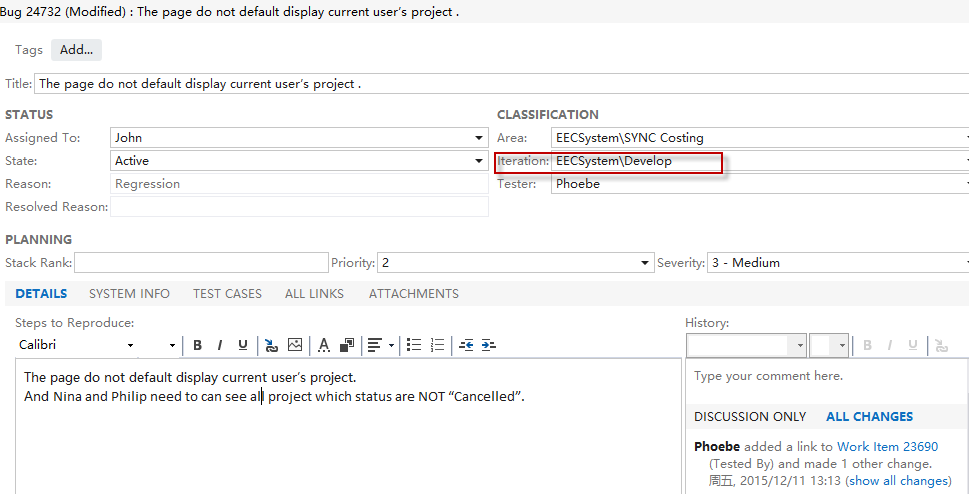 Bug 24732 (Modified) : The page do not default display current user's project .
Tags Add...
Title: The page do not default display current user's project .
STATUS
Assigned To: John
State: Active
Reason: Regression
Resolved Reason:
CLASSIFICATION
Area: EECSystem\SYNC Costing
Iteration: EECSystem\Develop
Tester: Phoebe
PLANNING
Stack Rank: Priority: 2 Severity: 3 - Medium
DETAILS SYSTEM INFO TEST CASES ALL LINKS ATTACHMENTS
Steps to Reproduce:
Calibri B I U A
The page do not default display current user's project.
And Nina and Philip need to can see all project which status are NOT “Cancelled”.
History:
B I U
Type your comment here.
DISCUSSION ONLY ALL CHANGES
Phoebe added a link to Work Item 23690
(Tested By) and made 1 other change.
周五, 2015/12/11 13:13 (show all changes)